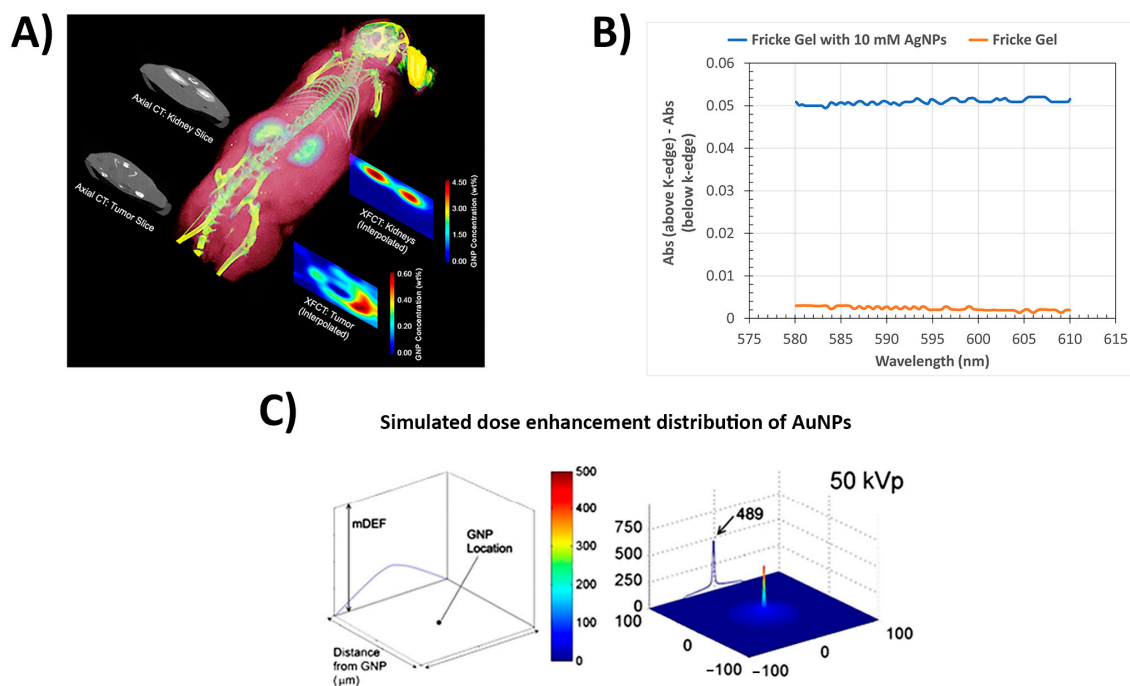 A)
Axial CT: Kidney Slice
Axial CT: Tumor Slice
XFCT: Kidneys
(Interpolated)
4.50
3.00
1.50
0.00
GNP Concentration (wt%)
XFCT: Tumor
(Interpolated)
0.60
0.40
0.20
0.00
GNP Concentration (wt%)
B)
Fricke Gel with 10 mM AgNPs
Fricke Gel
Abs (above K-edge) - Abs
(below k-edge)
0.06
0.05
0.04
0.03
0.02
0.01
0
575 580 585 590 595 600 605 610 615
Wavelength (nm)
C)
Simulated dose enhancement distribution of AuNPs
mDEF
GNP
Location
Distance
from GNP
(μm)
500
400
300
200
100
0
50 kVp
489
750
500
250
0
100
0
-100
-100
0
100